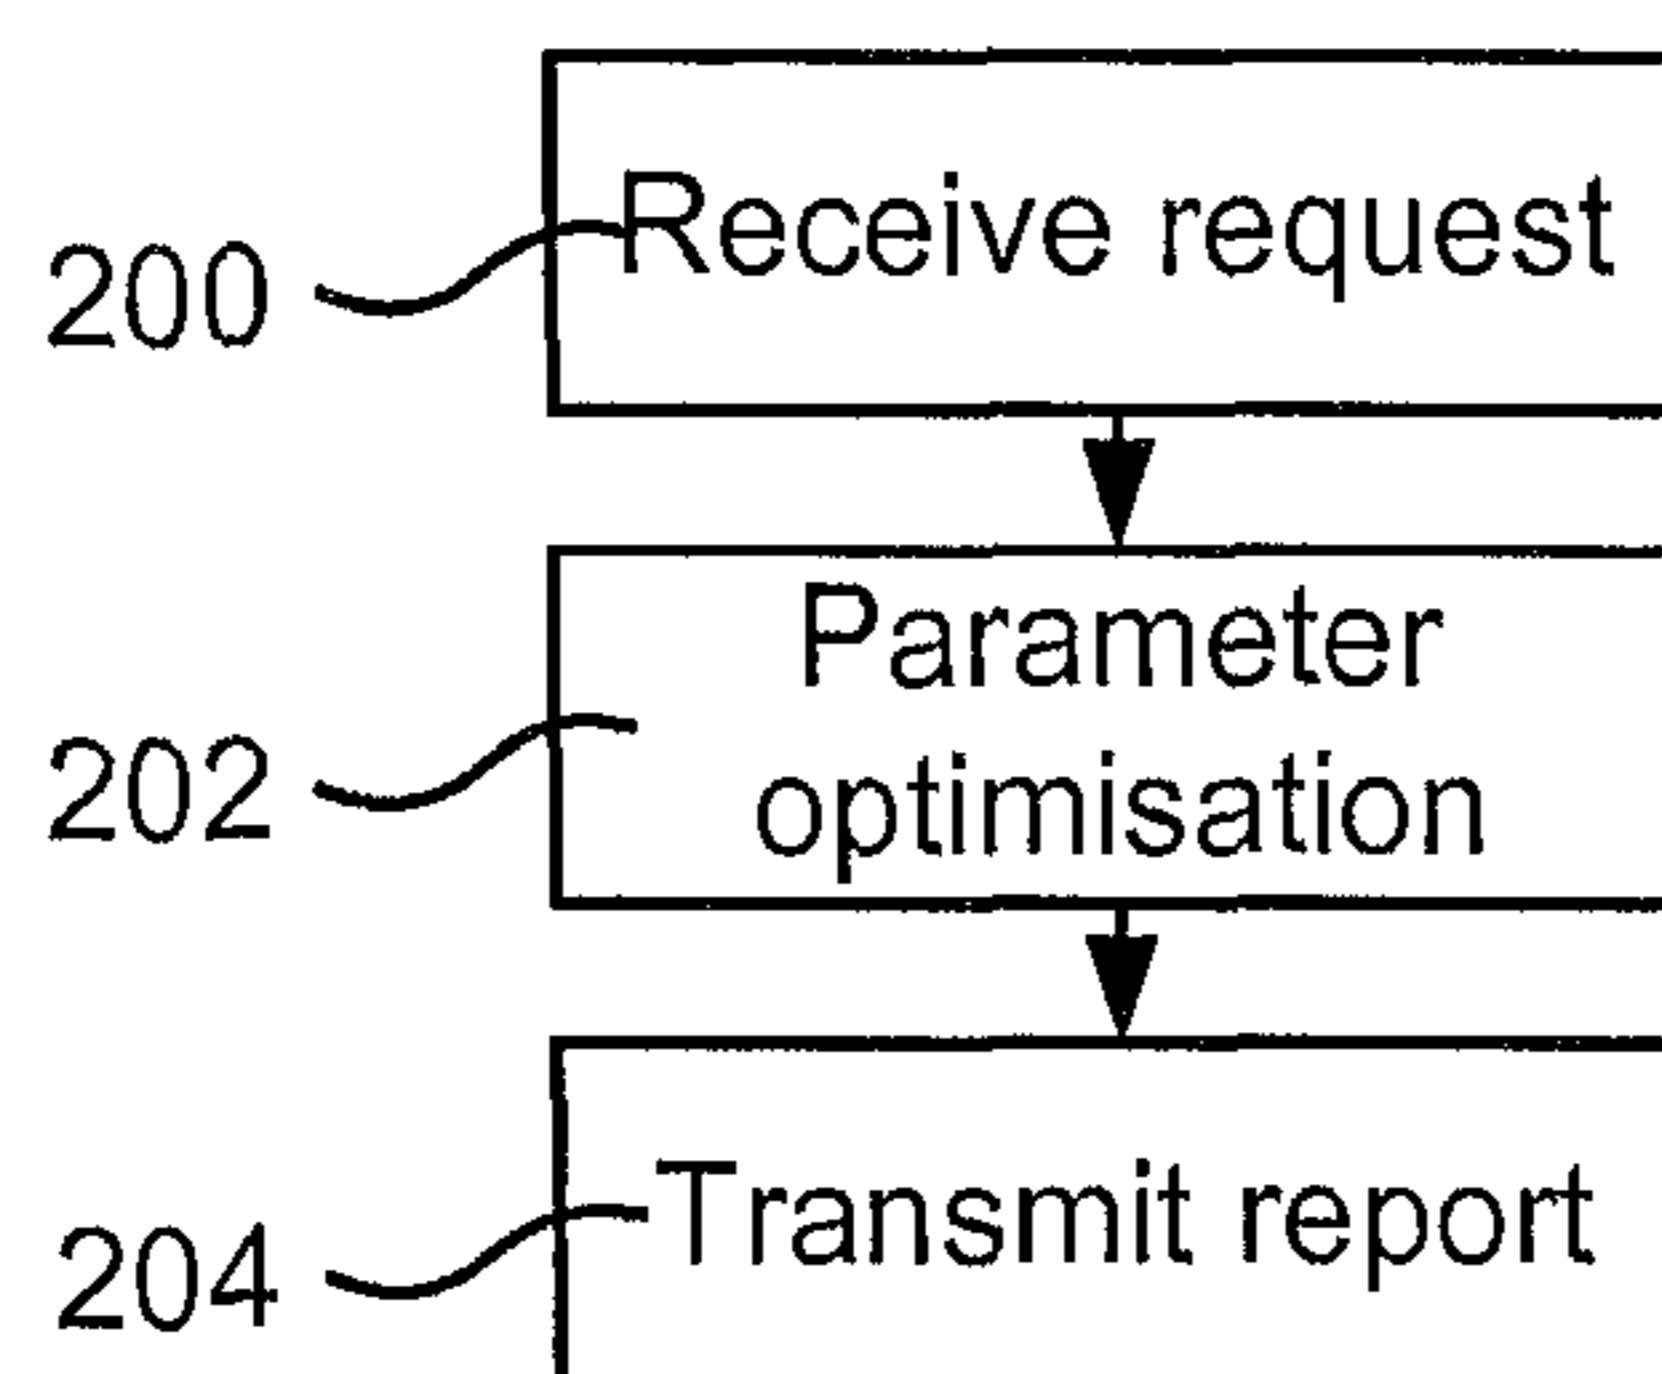 200 Receive request
202 Parameter
optimisation
204 Transmit report